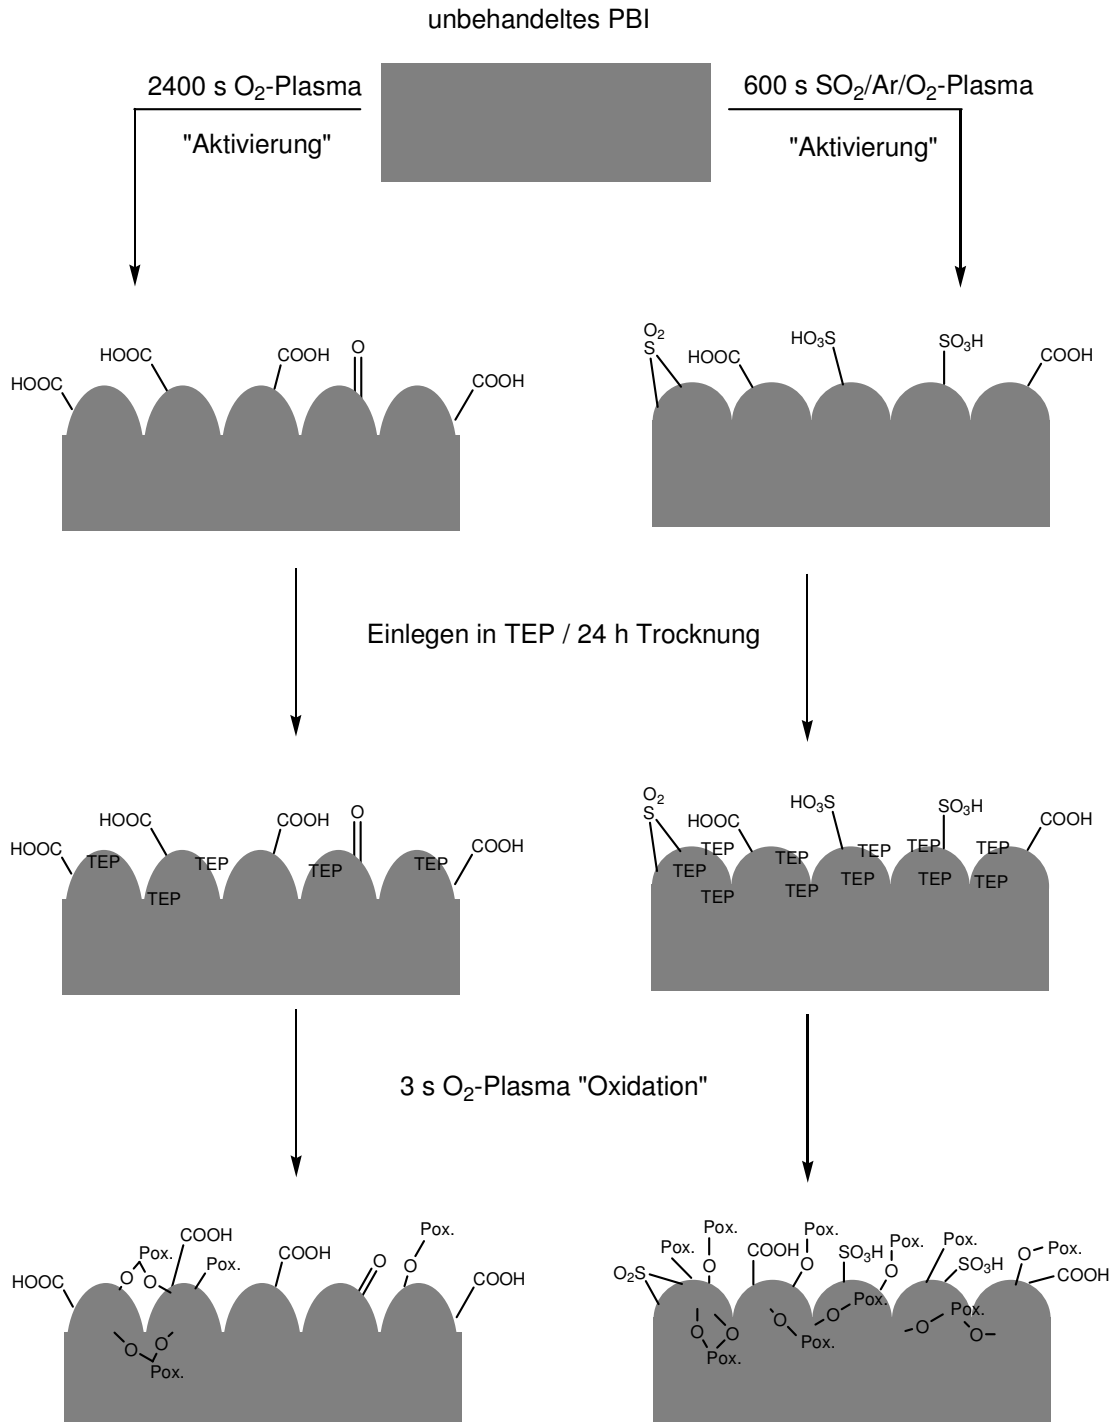 unbehandeltes PBI
2400 s O2-Plasma
600 s SO2/Ar/O2-Plasma
"Aktivierung"
"Aktivierung"
HOOC
HOOC
COOH
O
COOH
O2
S
HOOC
HO3S
SO3H
COOH
Einlegen in TEP / 24 h Trocknung
HOOC
HOOC
COOH
O
COOH
TEP
TEP
TEP
TEP
TEP
O2
S
HOOC
HO3S
SO3H
COOH
TEP
TEP
TEP
TEP
TEP
TEP
TEP
TEP
TEP
TEP
TEP
3 s O2-Plasma "Oxidation"
HOOC
Pox.
O
O
COOH
Pox.
COOH
O
Pox.
O
COOH
O
O
Pox.
O2S
Pox.
Pox.
O
COOH
Pox.
O
SO3H
Pox.
O
Pox.
SO3H
O
Pox.
COOH
O
O
Pox.
O
Pox.
O
Pox.
O
Pox.
O